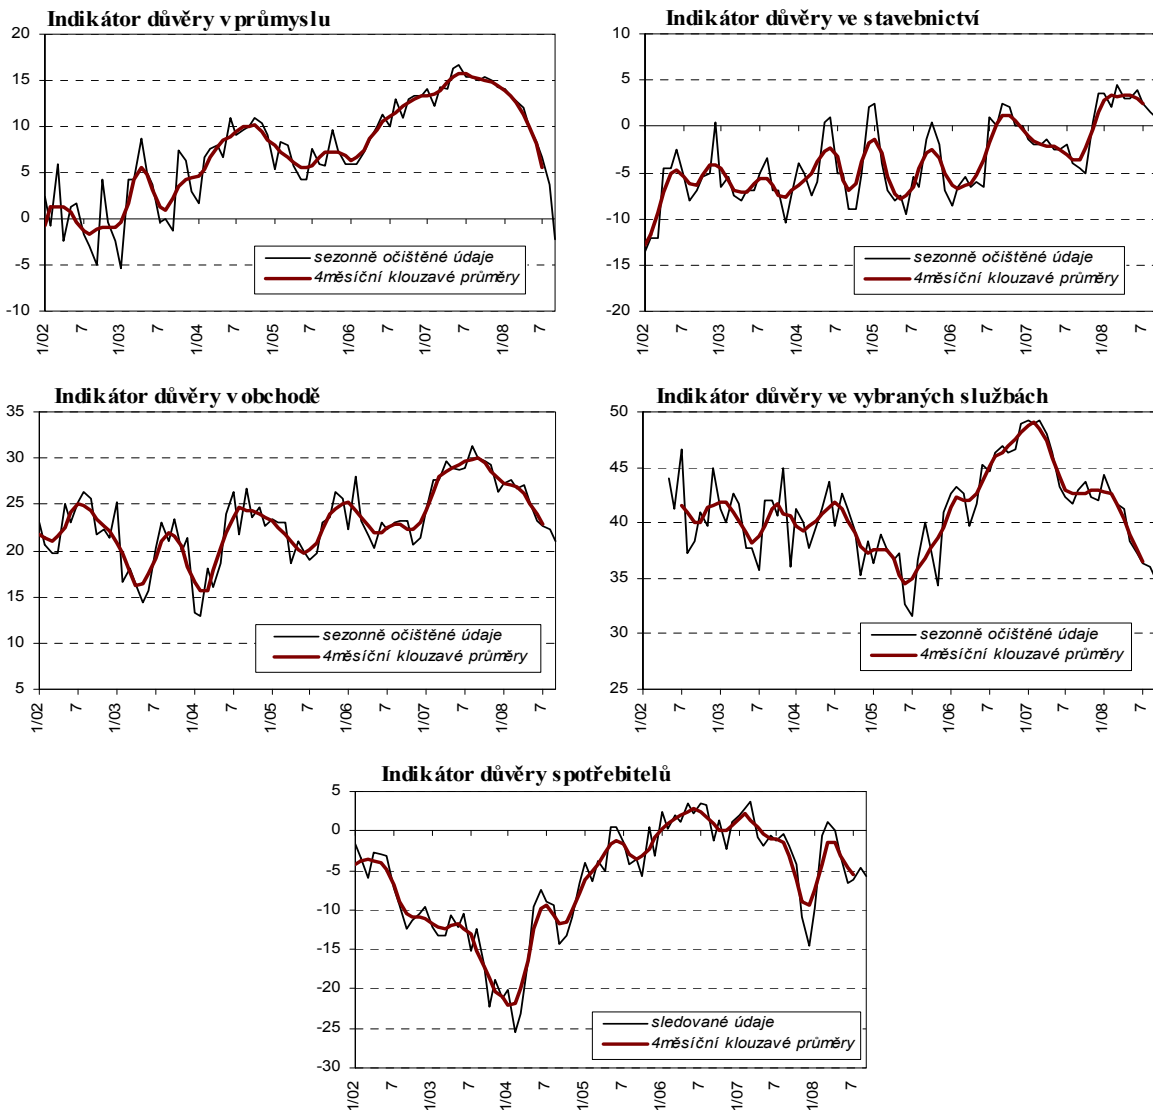 Indikátor důvěry v průmyslu
20
15
10
5
0
-5
-10
sezonně očištěné údaje
4měsíční klouzavé průměry
1/02 7 1/03 7 1/04 7 1/05 7 1/06 7 1/07 7 1/08 7
Indikátor důvěry ve stavebnictví
10
5
0
-5
-10
-15
-20
sezonně očištěné údaje
4měsíční klouzavé průměry
1/02 7 1/03 7 1/04 7 1/05 7 1/06 7 1/07 7 1/08 7
Indikátor důvěry v obchodě
35
30
25
20
15
10
5
sezonně očištěné údaje
4měsíční klouzavé průměry
1/02 7 1/03 7 1/04 7 1/05 7 1/06 7 1/07 7 1/08 7
Indikátor důvěry ve vybraných službách
50
45
40
35
30
25
sezonně očištěné údaje
4měsíční klouzavé průměry
1/02 7 1/03 7 1/04 7 1/05 7 1/06 7 1/07 7 1/08 7
Indikátor důvěry spotřebitelů
5
0
-5
-10
-15
-20
-25
-30
sledované údaje
4měsíční klouzavé průměry
1/02 7 1/03 7 1/04 7 1/05 7 1/06 7 1/07 7 1/08 7